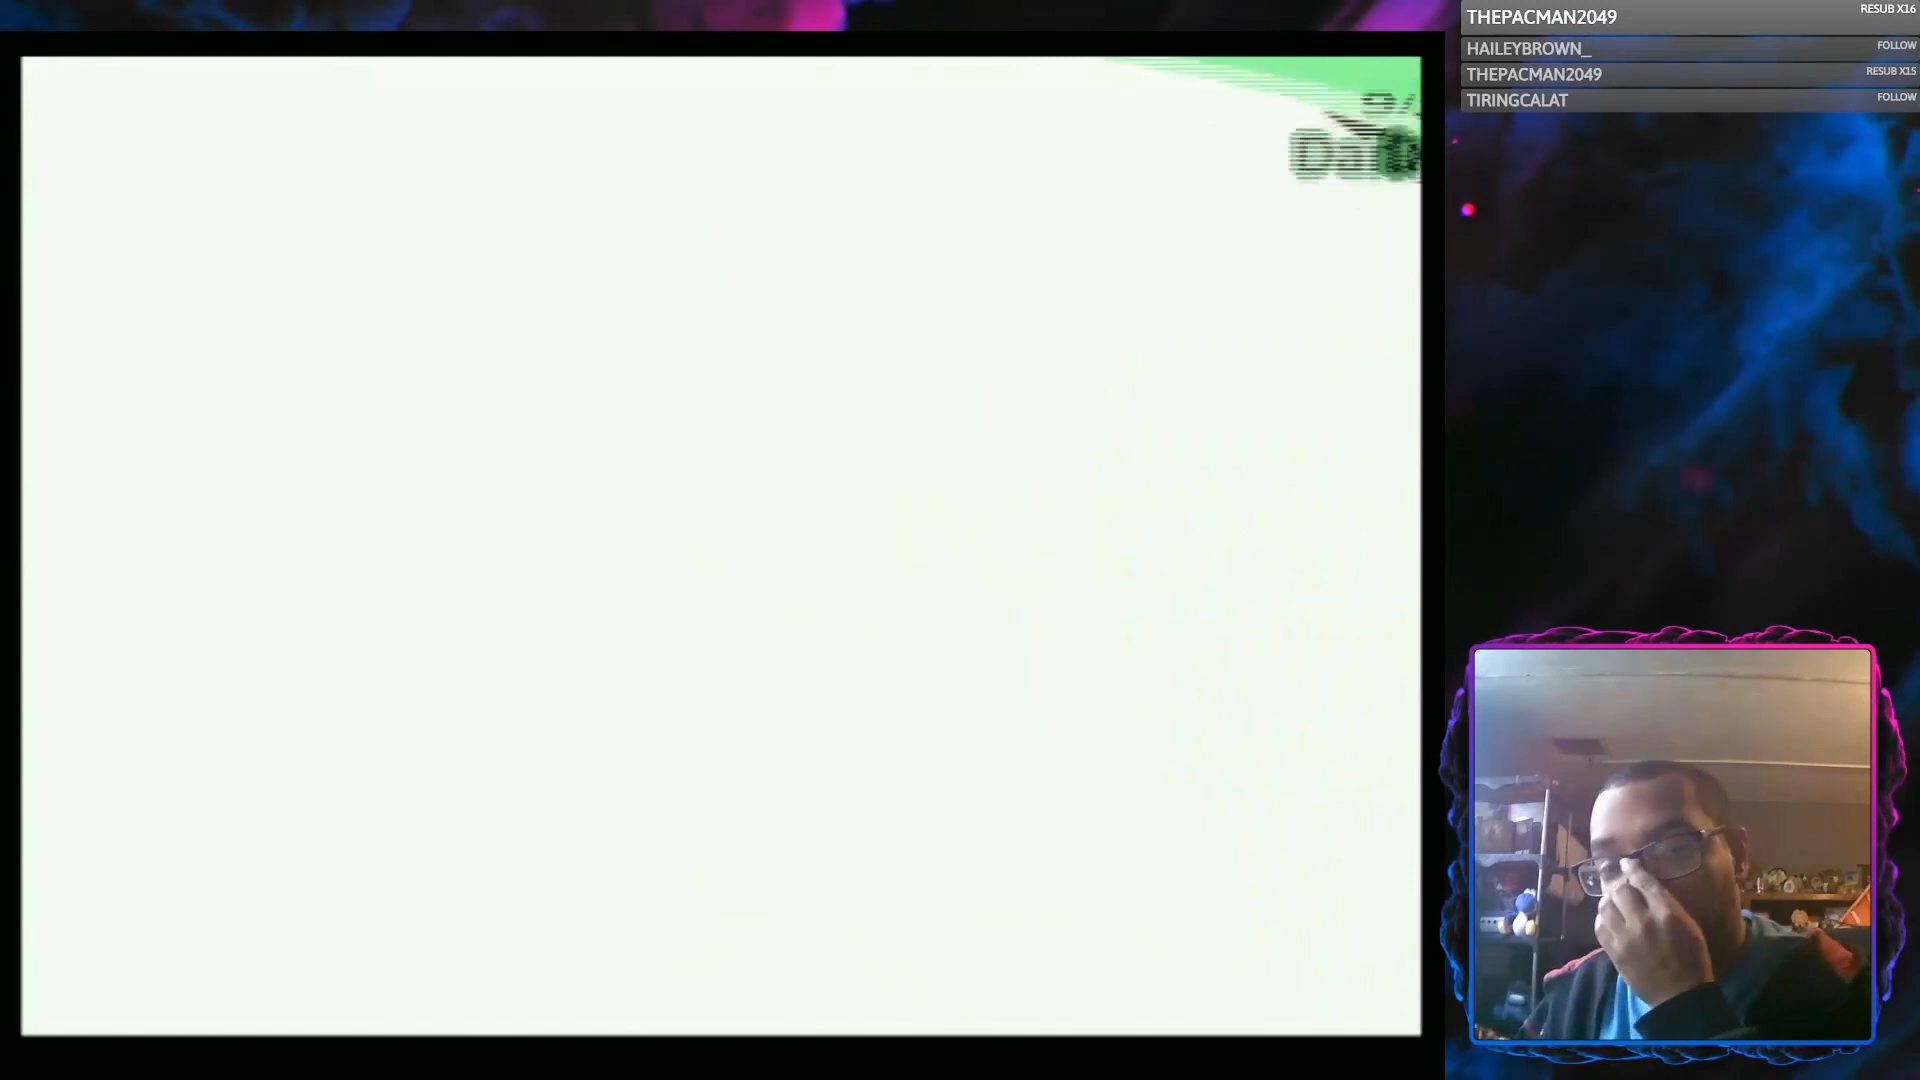 THEPACMAN2049 RESUB X16
HAILEYBROWN_ FOLLOW
THEPACMAN2049 RESUB X15
TIRINGCALAT FOLLOW